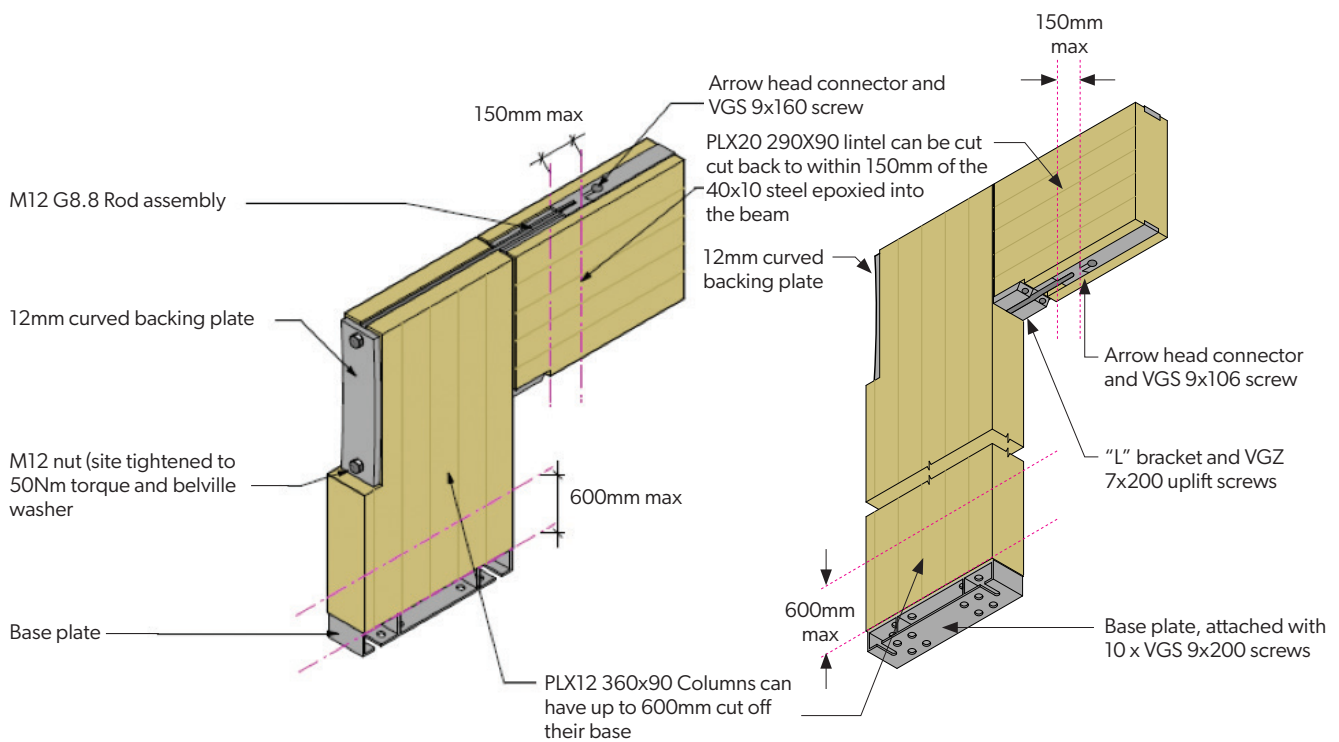 150mm
max
Arrow head connector and
VGS 9x160 screw
150mm max
PLX20 290X90 lintel can be cut
cut back to within 150mm of the
40x10 steel epoxied into
the beam
M12 G8.8 Rod assembly
12mm curved
backing plate
12mm curved backing plate
Arrow head connector
and VGS 9x106 screw
M12 nut (site tightened to
50Nm torque and belville
washer
"L" bracket and VGZ
7x200 uplift screws
600mm max
600mm
max
Base plate
Base plate, attached with
10 x VGS 9x200 screws
PLX12 360x90 Columns can
have up to 600mm cut off
their base